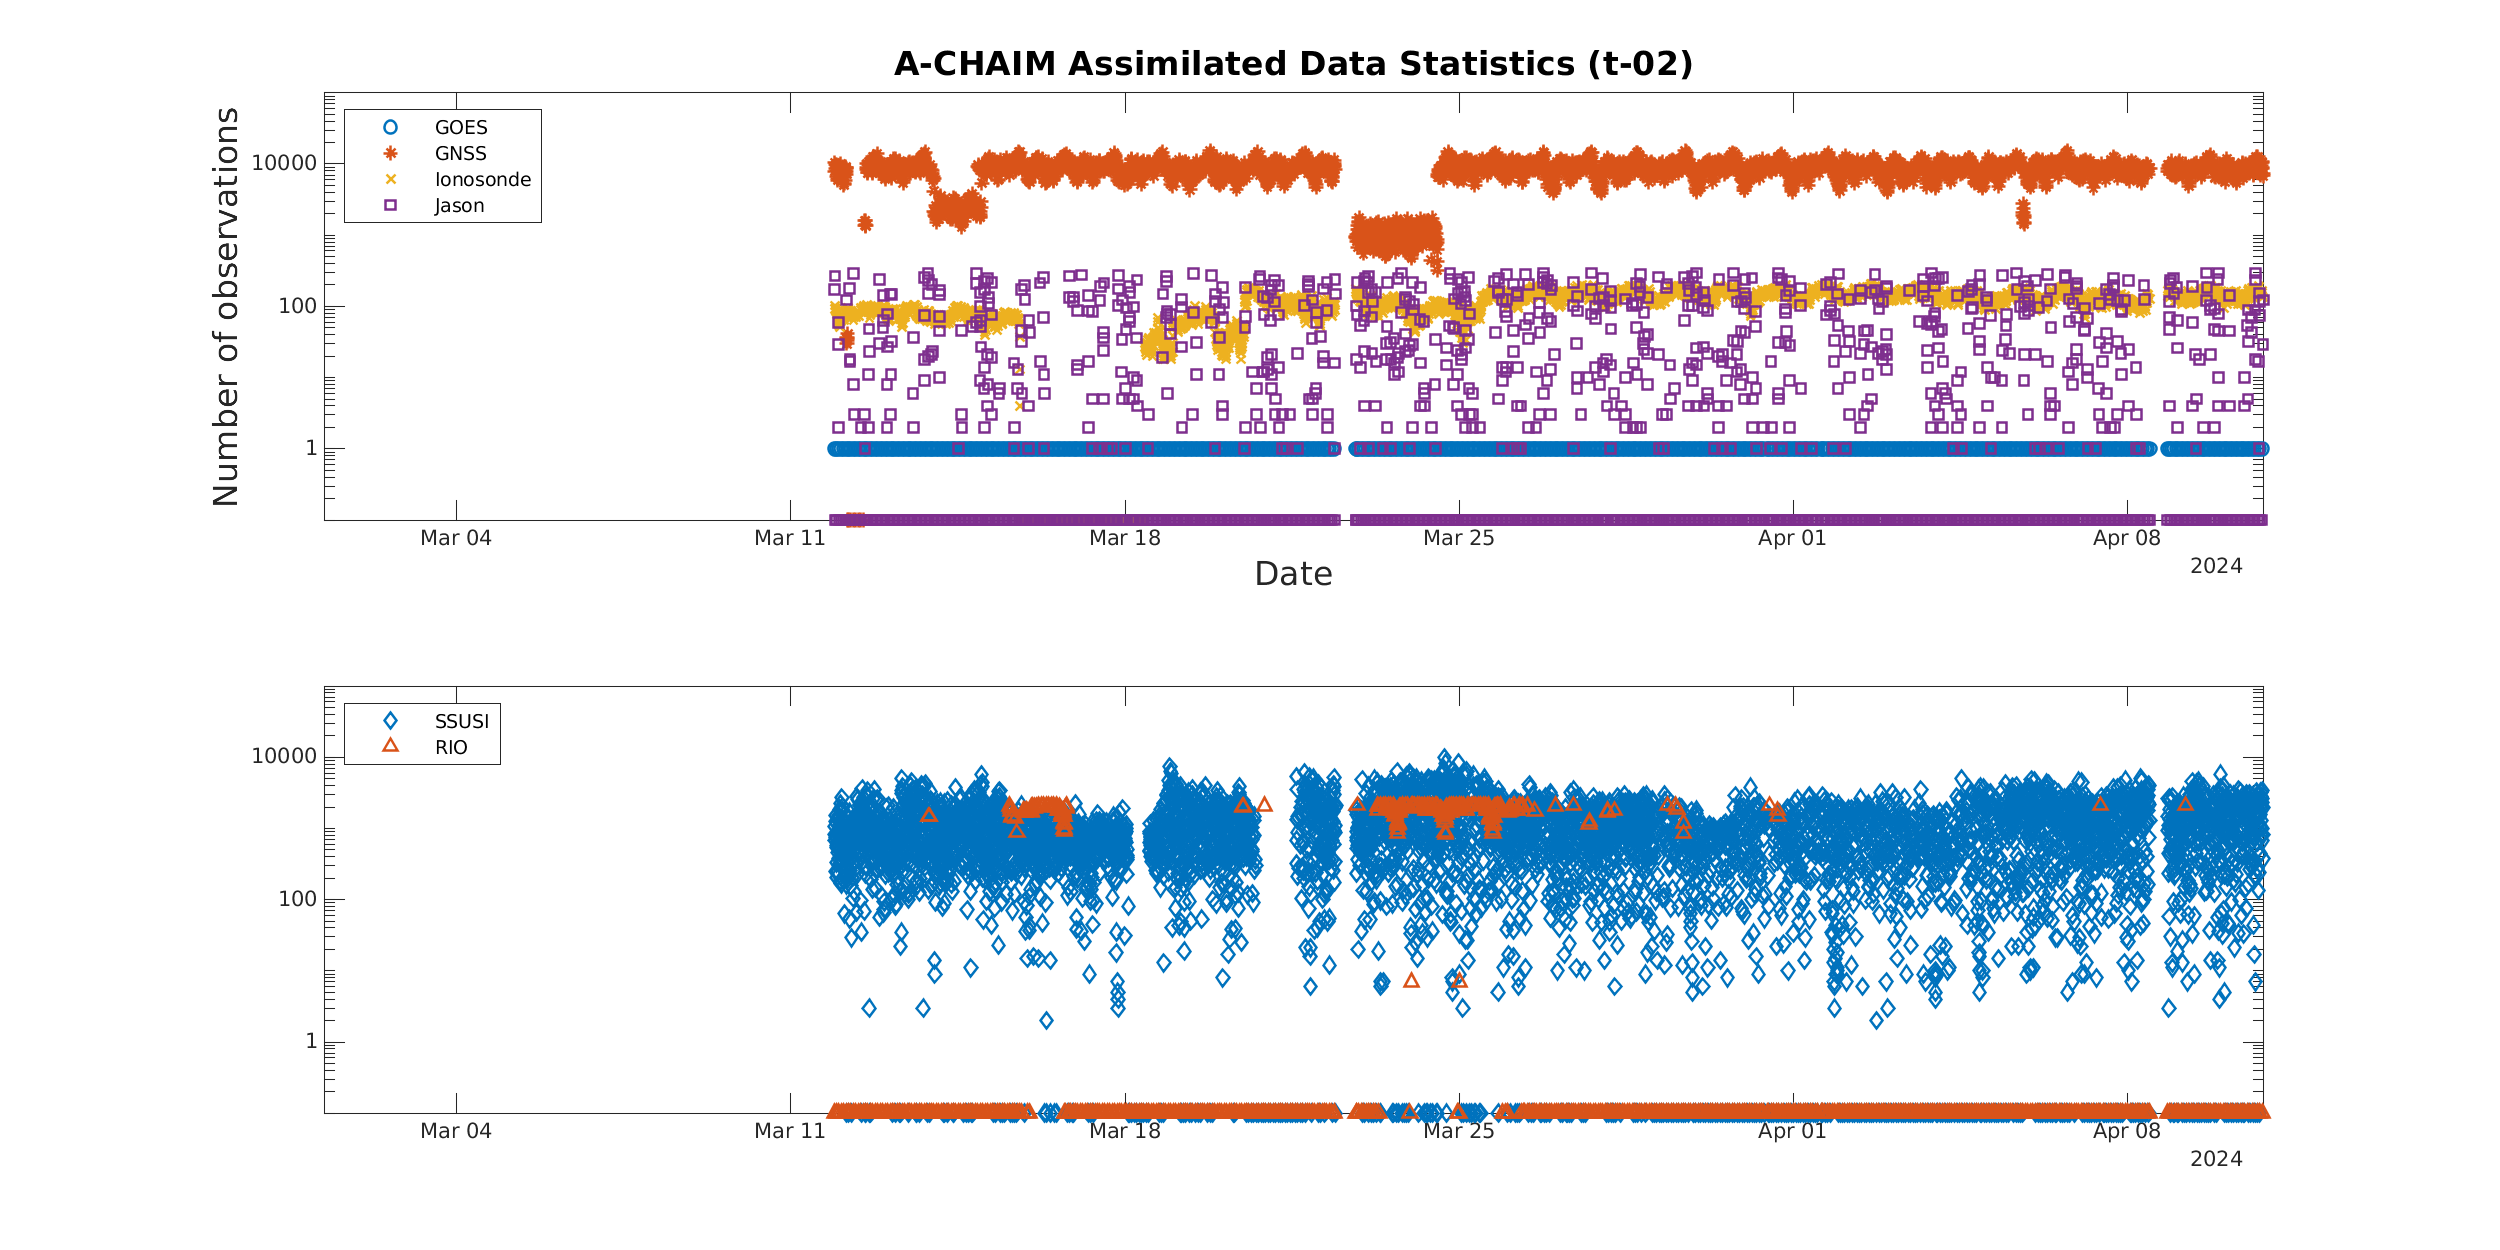 A-CHAIM Assimilated Data Statistics (t-02)
Number of observations
10000
100
1
GOES
GNSS
Ionosonde
Jason
Mar 04 Mar 11 Mar 18 Mar 25 Apr 01 Apr 08
2024
Date
10000
100
1
SSUSI
RIO
Mar 04 Mar 11 Mar 18 Mar 25 Apr 01 Apr 08
2024